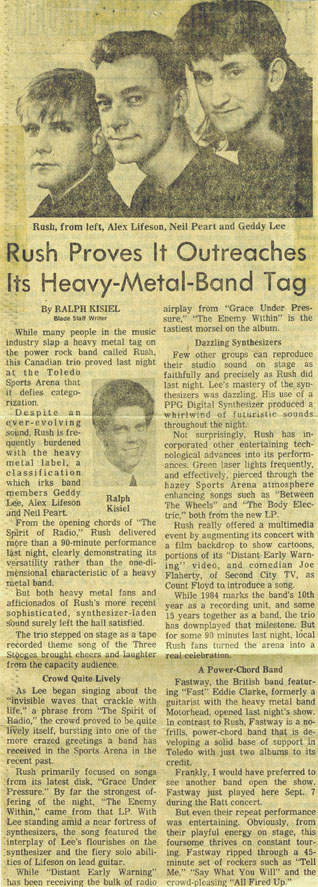 Rush, from left, Alex Lifeson, Neil Peart and Geddy Lee
Rush Proves It Outreaches
Its Heavy-Metal-Band Tag
By RALPH KISIEL
Blade Staff Writer
While many people in the music
industry slap a heavy metal tag on
the power rock band called Rush,
this Canadian trio proved last night
at the Toledo
Sports Arena that
it defies catego-
rization.
Despite an
ever-evolving
sound, Rush is fre-
quently burdened
with the heavy
metal label, a
classification
which irks band
members Geddy
Lee, Alex Lifeson
and Neil Peart.
Ralph
Kisiel
From the opening chords of "The
Spirit of Radio," Rush delivered
more than a 90-minute performance
last night, clearly demonstrating its
versatility rather than the one-di-
mensional characteristic of a heavy
metal band.
But both heavy metal fans and
afficionados of Rush's more recent
sophisticated, synthesizer-laden
sound surely left the hall satisfied.
The trio stepped on stage as a tape
recorded theme song of the Three
Stooges brought cheers and laughter
from the capacity audience.
Crowd Quite Lively
As Lee began singing about the
"invisible waves that crackle with
life," a phrase from "The Spirit of
Radio," the crowd proved to be quite
lively itself, bursting into one of the
more crazed greetings a band has
received in the Sports Arena in the
recent past.
Rush primarily focused on songs
from its latest disk, "Grace Under
Pressure." By far the strongest of-
fering of the night, "The Enemy
Within," came from that LP. With
Lee standing amid a near fortress of
synthesizers, the song featured the
interplay of Lee's flourishes on the
synthesizer and the fiery solo abili-
ties of Lifeson on lead guitar.
While "Distant Early Warning"
has been receiving the bulk of radio
airplay from "Grace Under Pres-
sure," "The Enemy Within" is the
tastiest morsel on the album.
Dazzling Synthesizers
Few other groups can reproduce
their studio sound on stage as
faithfully and precisely as Rush did
last night. Lee's mastery of the syn-
thesizers was dazzling. His use of a
PPG Digital Synthesizer produced a
whirlwind of futuristic sounds
throughout the night.
Not surprisingly, Rush has in-
corporated other entertaining tech-
nological advances into its perform-
ances. Green laser lights frequently,
and effectively, pierced through the
hazey Sports Arena atmosphere
enhancing songs such as "Between
The Wheels" and "The Body Elec-
tric," both from the new LP.
Rush really offered a multimedia
event by augmenting its concert with
a film backdrop to show cartoons,
portions of its "Distant Early Warn-
ing" video, and comedian Joe
Flaherty, of Second City TV, as
Count Floyd to introduce a song.
While 1984 marks the band's 10th
year as a recording unit, and some
15 years together as a band, the trio
has downplayed that milestone. But
for some 90 minutes last night, local
Rush fans turned the arena into a
real celebration.
A Power-Chord Band
Fastway, the British band featur-
ing "Fast" Eddie Clarke, formerly a
guitarist with the heavy metal band
Motorhead, opened last night's show.
In contrast to Rush, Fastway is a no-
frills, power-chord band that is de-
veloping a solid base of support in
Toledo with just two albums to its
credit.
Frankly, I would have preferred to
see another band open the show.
Fastway just played here Sept. 7
during the Ratt concert.
But even their repeat performance
was entertaining. Obviously, from
their playful energy on stage, this
foursome thrives on constant tour-
ing. Fastway ripped through a 45-
minute set of rockers such as "Tell
Me," "Say What You Will" and the
crowd-pleasing "All Fired Up."